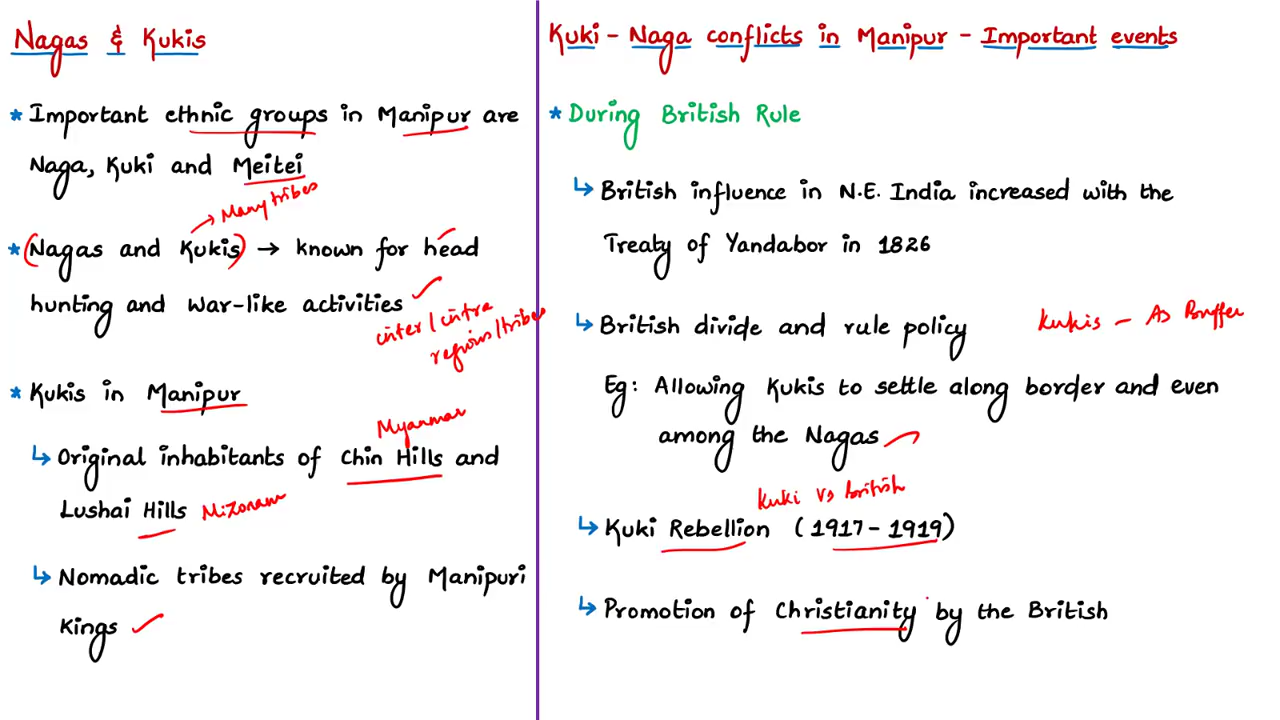 Nagas & Kukis
* Important ethnic groups in Manipur are
Naga, Kuki and Meitei
→ Many tribes
* (Nagas and Kukis) → known for head
hunting and war-like activities
inter/intra
regions/tribes
* Kukis in Manipur
Myanmar
↳ Original inhabitants of Chin Hills and
Lushai Hills Mizoram
↳ Nomadic tribes recruited by Manipuri
Kings
Kuki - Naga conflicts in Manipur - Important events
* During British Rule
↳ British influence in N.E. India increased with the
Treaty of Yandabor in 1826
↳ British divide and rule policy
Kukis - As Buffer
Eg: Allowing Kukis to settle along border and even
among the Nagas
Kuki Vs British
↳ Kuki Rebellion (1917-1919)
↳ Promotion of Christianity by the British